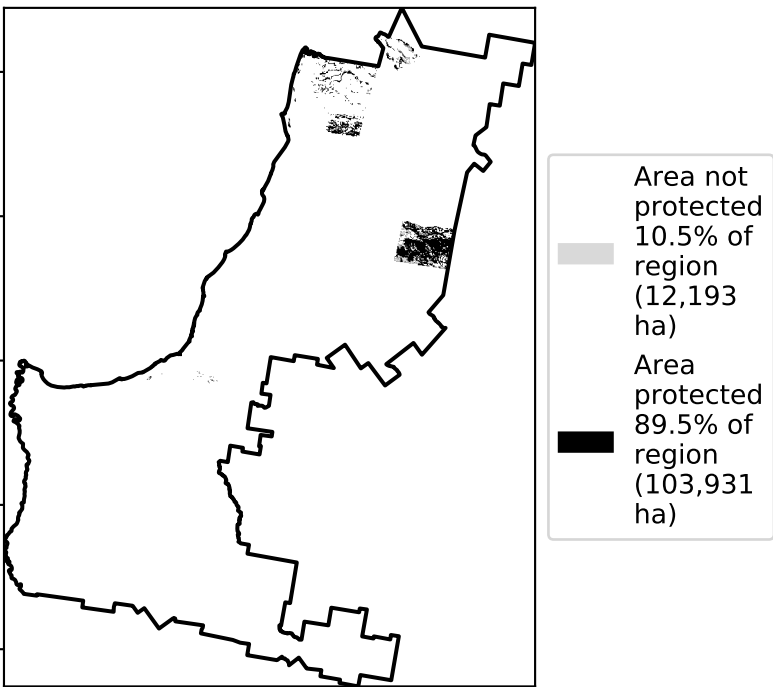 Area not
protected
10.5% of
region
(12,193
ha)
Area
protected
89.5% of
region
(103,931
ha)